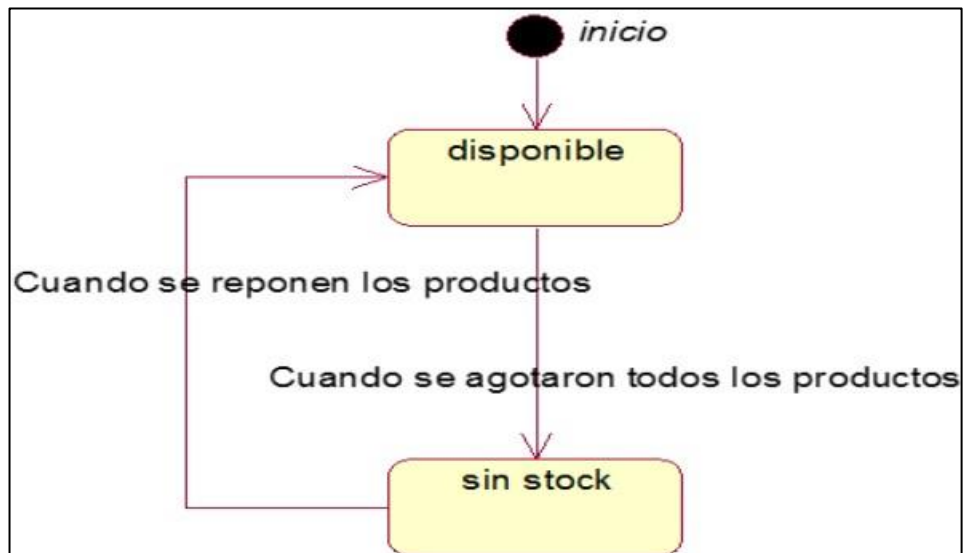 inicio
disponible
Cuando se reponen los productos
Cuando se agotaron todos los productos
sin stock